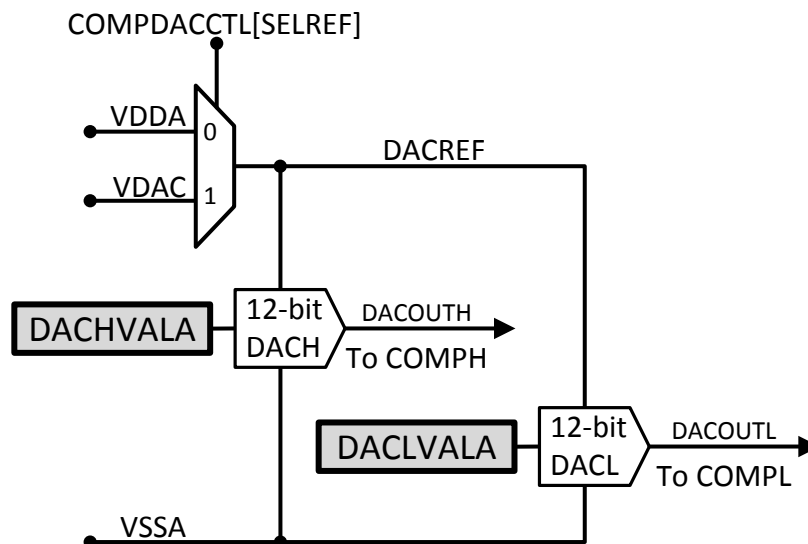 COMPDACCTL[SELREF]
VDDA
0
DACREF
VDAC
1
12-bit
DACH
DACHVALA
DACOUTH
To COMPH
12-bit
DACL
DACLVALA
DACOUTL
To COMPL
VSSA